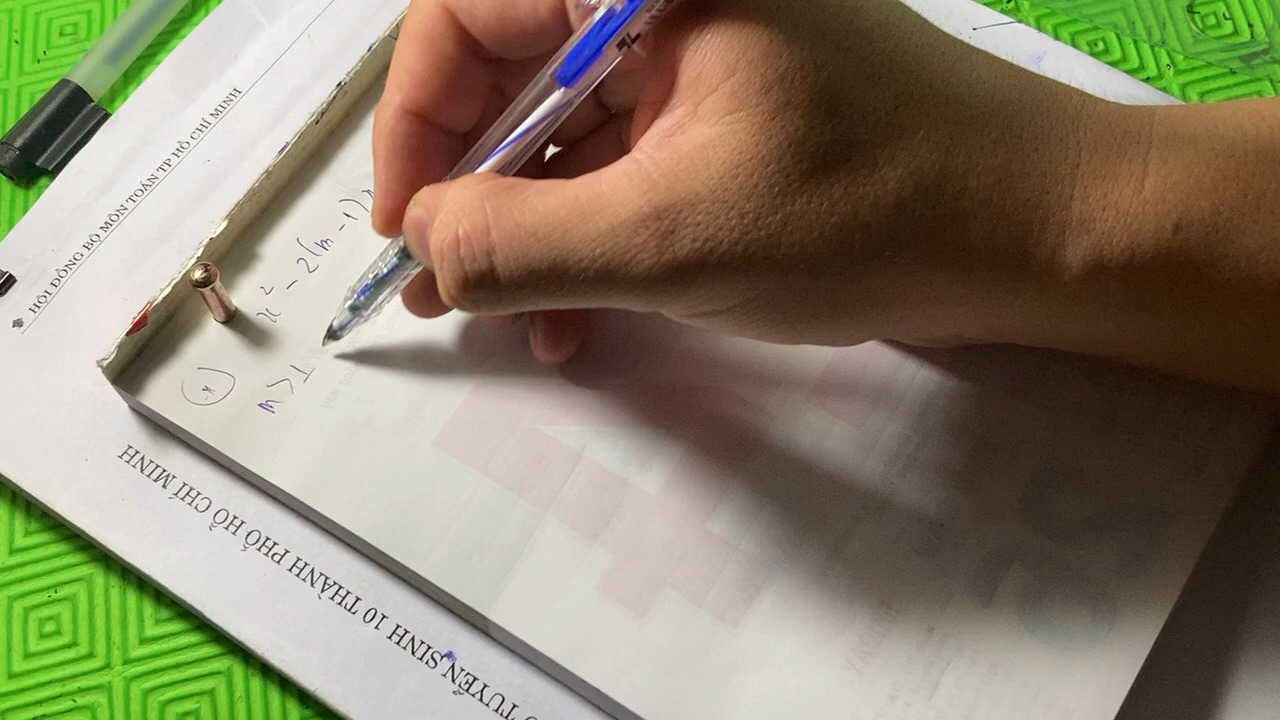 HỘI ĐỒNG BỘ MÔN TOÁN TP HỒ CHÍ MINH
x² - 2(m-1)x
m > 1
TUYỂN SINH 10 THÀNH PHỐ HỒ CHÍ MINH